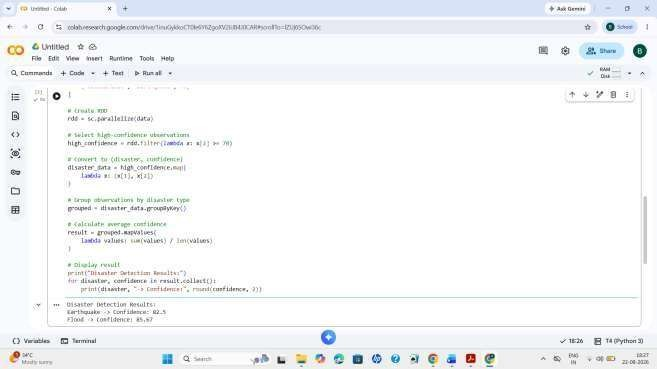 Untitled - Colab
Ask Gemini
colab.research.google.com/drive/
School
Untitled
File Edit View Insert Runtime Tools Help
Share
B
Commands + Code + Text Run all
RAM
Disk
]
# Create RDD
rdd = sc.parallelize(data)
# Select high-confidence observations
high_confidence = rdd.filter(lambda x: x[2] >= 70)
# Convert to (disaster, confidence)
disaster_data = high_confidence.map(
lambda x: (x[1], x[2])
)
# Group observations by disaster type
grouped = disaster_data.groupByKey()
# Calculate average confidence
result = grouped.mapValues(
lambda values: sum(values) / len(values)
)
# Display result
print("Disaster Detection Results:")
for disaster, confidence in result.collect():
print(disaster, "-> Confidence:", round(confidence, 2))
Disaster Detection Results:
Earthquake -> Confidence: 82.5
Flood -> Confidence: 85.67
Variables Terminal
18:26 T4 (Python 3)
34°C
Mostly sunny
Search
ENG
IN
18:27
22-06-2026